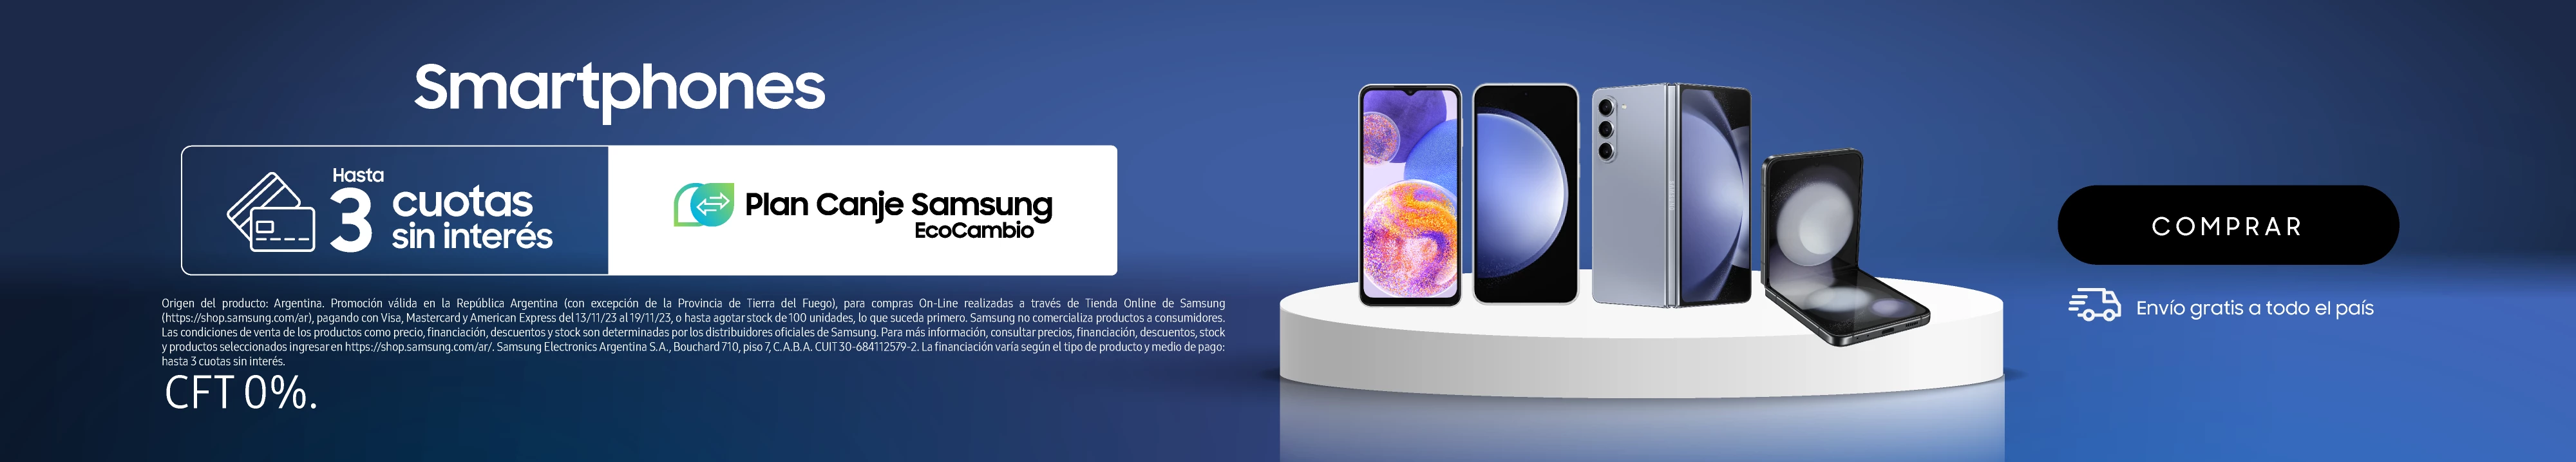 Smartphones
Hasta
3 cuotas
sin interés
Plan Canje Samsung
EcoCambio
Origen del producto: Argentina. Promoción válida en la República Argentina (con excepción de la Provincia de Tierra del Fuego), para compras On-Line realizadas a través de Tienda Online de Samsung
(https://shop.samsung.com/ar), pagando con Visa, Mastercard y American Express del 13/11/23 al 19/11/23, o hasta agotar stock de 100 unidades, lo que suceda primero. Samsung no comercializa productos a consumidores.
Las condiciones de venta de los productos como precio, financiación, descuentos y stock son determinadas por los distribuidores oficiales de Samsung. Para más información, consultar precios, financiación, descuentos, stock
y productos seleccionados ingresar en https://shop.samsung.com/ar/. Samsung Electronics Argentina S.A., Bouchard 710, piso 7, C.A.B.A. CUIT 30-684112579-2. La financiación varía según el tipo de producto y medio de pago:
hasta 3 cuotas sin interés.
CFT 0%.
COMPRAR
Envío gratis a todo el país